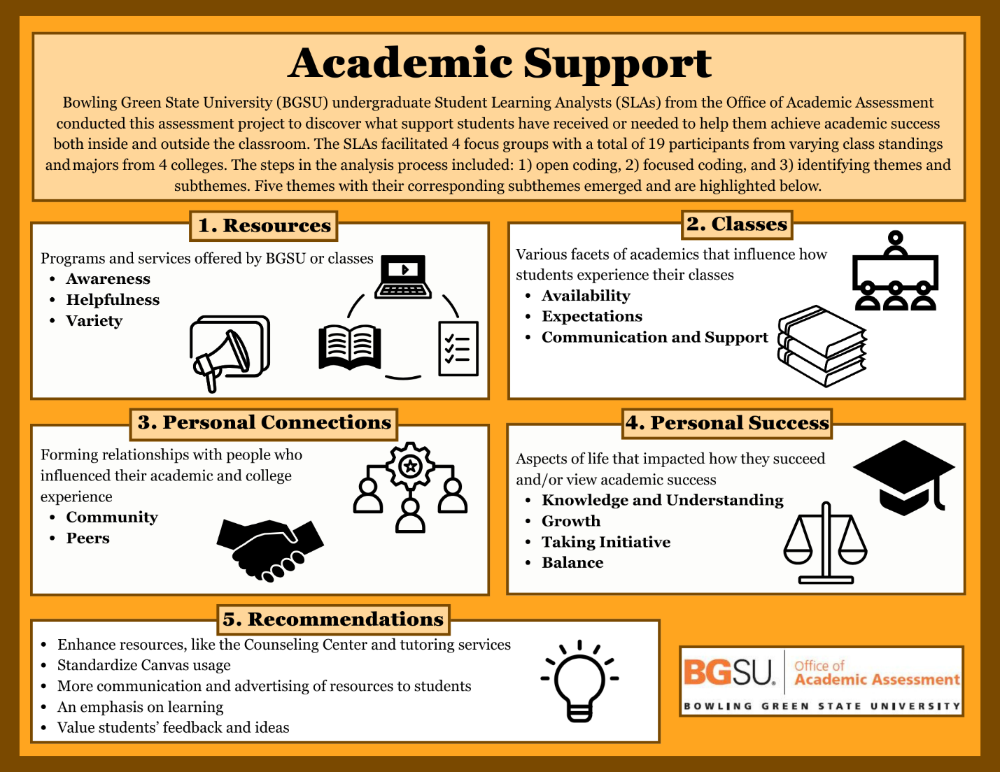 Academic Support
Bowling Green State University (BGSU) undergraduate Student Learning Analysts (SLAs) from the Office of Academic Assessment
conducted this assessment project to discover what support students have received or needed to help them achieve academic success
both inside and outside the classroom. The SLAs facilitated 4 focus groups with a total of 19 participants from varying class standings
and majors from 4 colleges. The steps in the analysis process included: 1) open coding, 2) focused coding, and 3) identifying themes and
subthemes. Five themes with their corresponding subthemes emerged and are highlighted below.
1. Resources
Programs and services offered by BGSU or classes
• Awareness
• Helpfulness
• Variety
2. Classes
Various facets of academics that influence how
students experience their classes
• Availability
• Expectations
• Communication and Support
3. Personal Connections
Forming relationships with people who
influenced their academic and college
experience
• Community
• Peers
4. Personal Success
Aspects of life that impacted how they succeed
and/or view academic success
• Knowledge and Understanding
• Growth
• Taking Initiative
• Balance
5. Recommendations
• Enhance resources, like the Counseling Center and tutoring services
• Standardize Canvas usage
• More communication and advertising of resources to students
• An emphasis on learning
• Value students’ feedback and ideas
BGSU®
Office of
Academic Assessment
BOWLING GREEN STATE UNIVERSITY